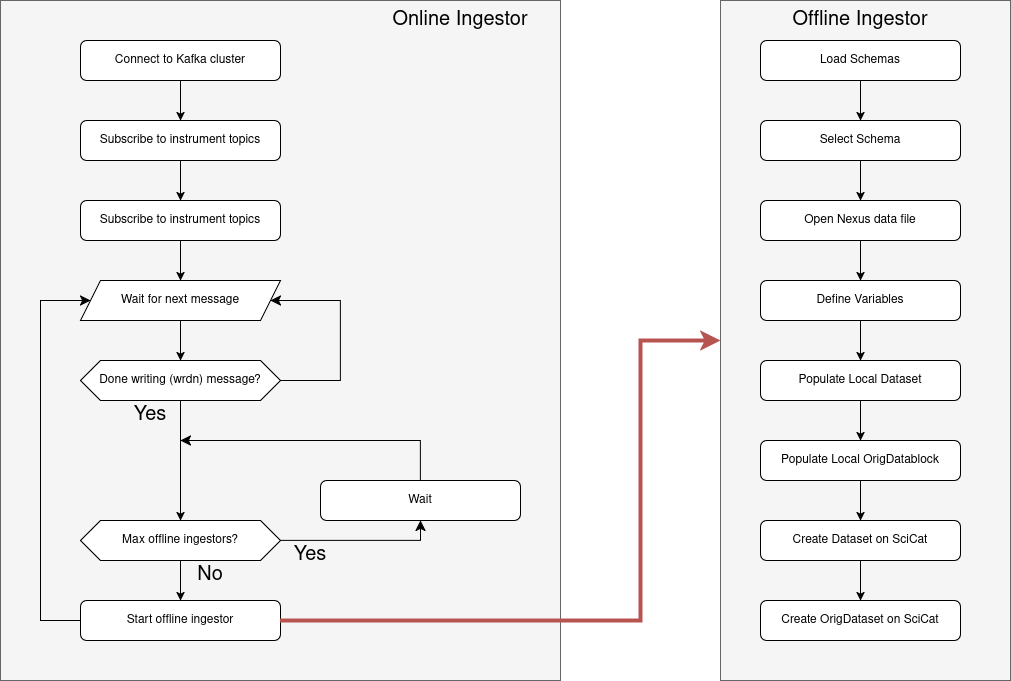 Online Ingestor
Connect to Kafka cluster
Subscribe to instrument topics
Subscribe to instrument topics
Wait for next message
Done writing (wrdn) message?
Yes
Wait
Max offline ingestors?
Yes
No
Start offline ingestor
Offline Ingestor
Load Schemas
Select Schema
Open Nexus data file
Define Variables
Populate Local Dataset
Populate Local OrigDatablock
Create Dataset on SciCat
Create OrigDataset on SciCat